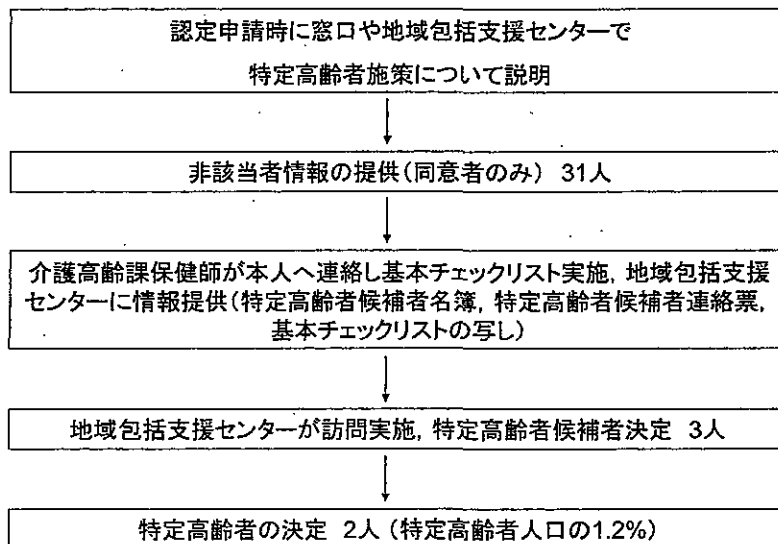 認定申請時に窓口や地域包括支援センターで
特定高齢者施策について説明
非該当者情報の提供(同意者のみ) 31人
介護高齢課保健師が本人へ連絡し基本チェックリスト実施, 地域包括支援
センターに情報提供(特定高齢者候補者名簿, 特定高齢者候補者連絡票,
基本チェックリストの写し)
地域包括支援センターが訪問実施, 特定高齢者候補者決定 3人
特定高齢者の決定 2人 (特定高齢者人口の1.2%)